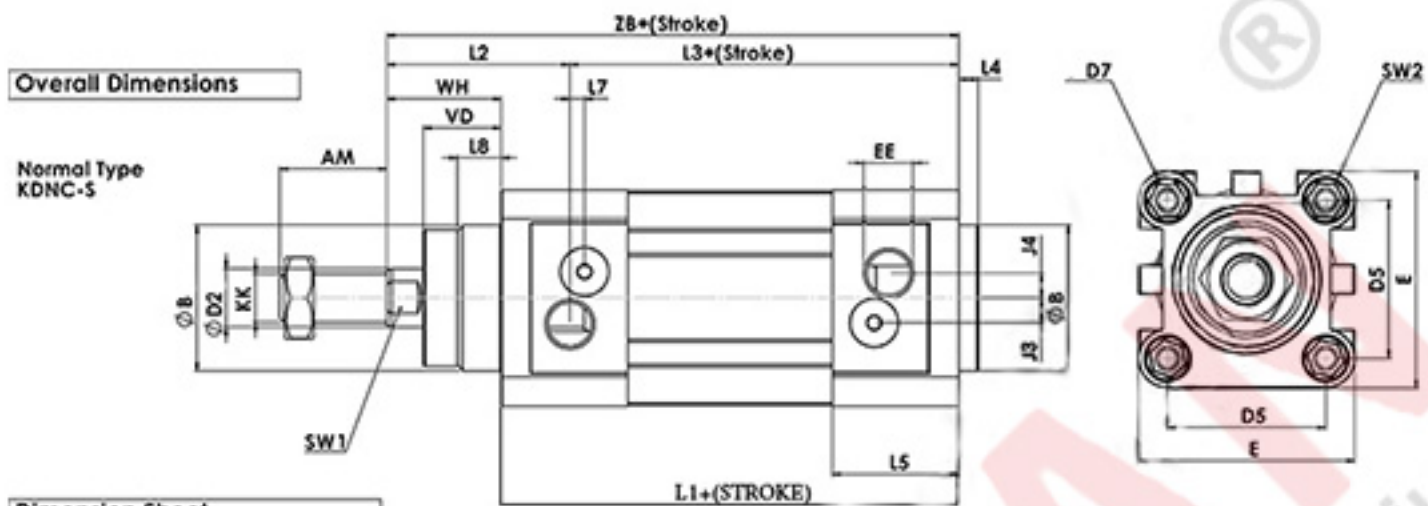 ZB+(Stroke)
L2
L3+(Stroke)
L4
Overall Dimensions
WH
L7
D7
SW2
VD
L8
EE
AM
Normal Type
KDNC-S
J4
D5
E
ØB
ØD2
KK
ØB
J3
SW1
D5
L5
E
L1+(STROKE)
®